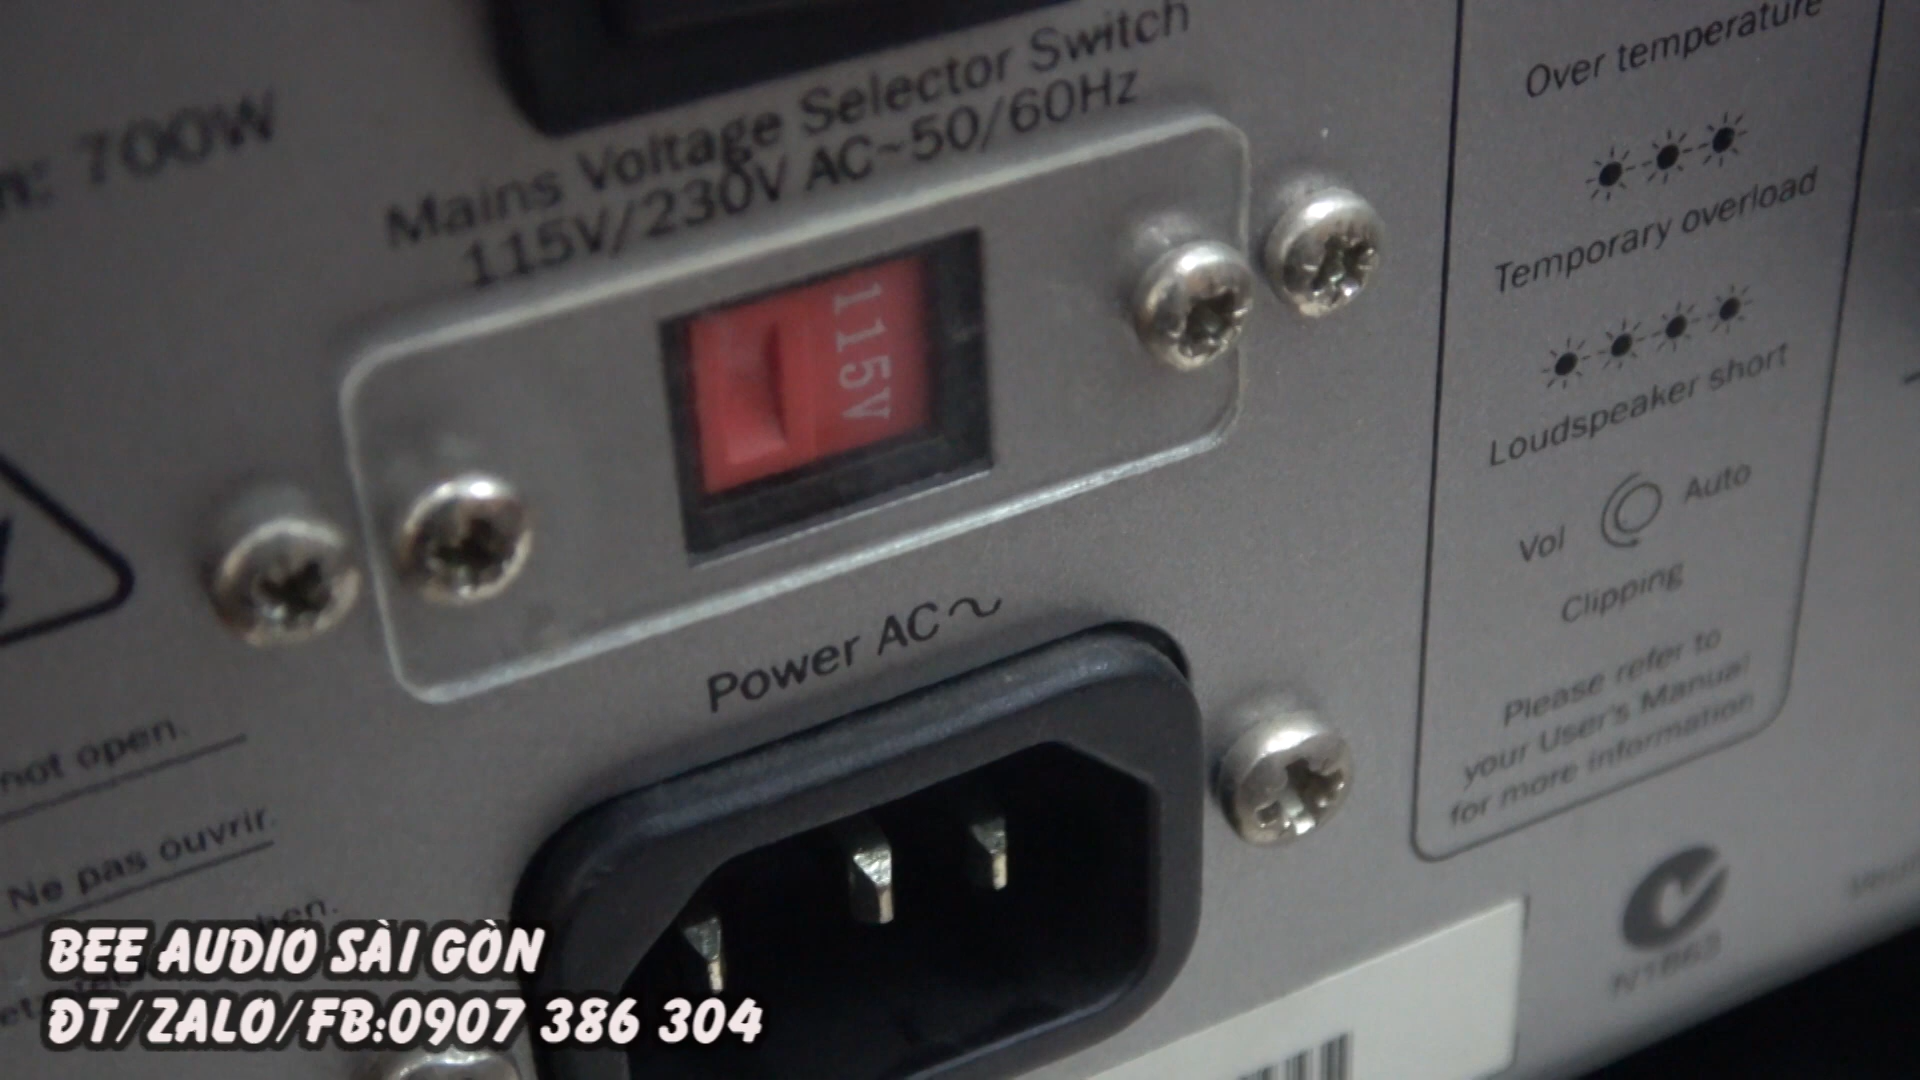 700W
Mains Voltage Selector Switch
115V/230V AC~50/60Hz
115V
Power AC~
not open.
Ne pas ouvrir.
Over temperature
Temporary overload
Loudspeaker short
Vol Auto
Clipping
Please refer to
your User's Manual
for more information
BEE AUDIO SÀI GÒN
ĐT/ZALO/FB:0907 386 304